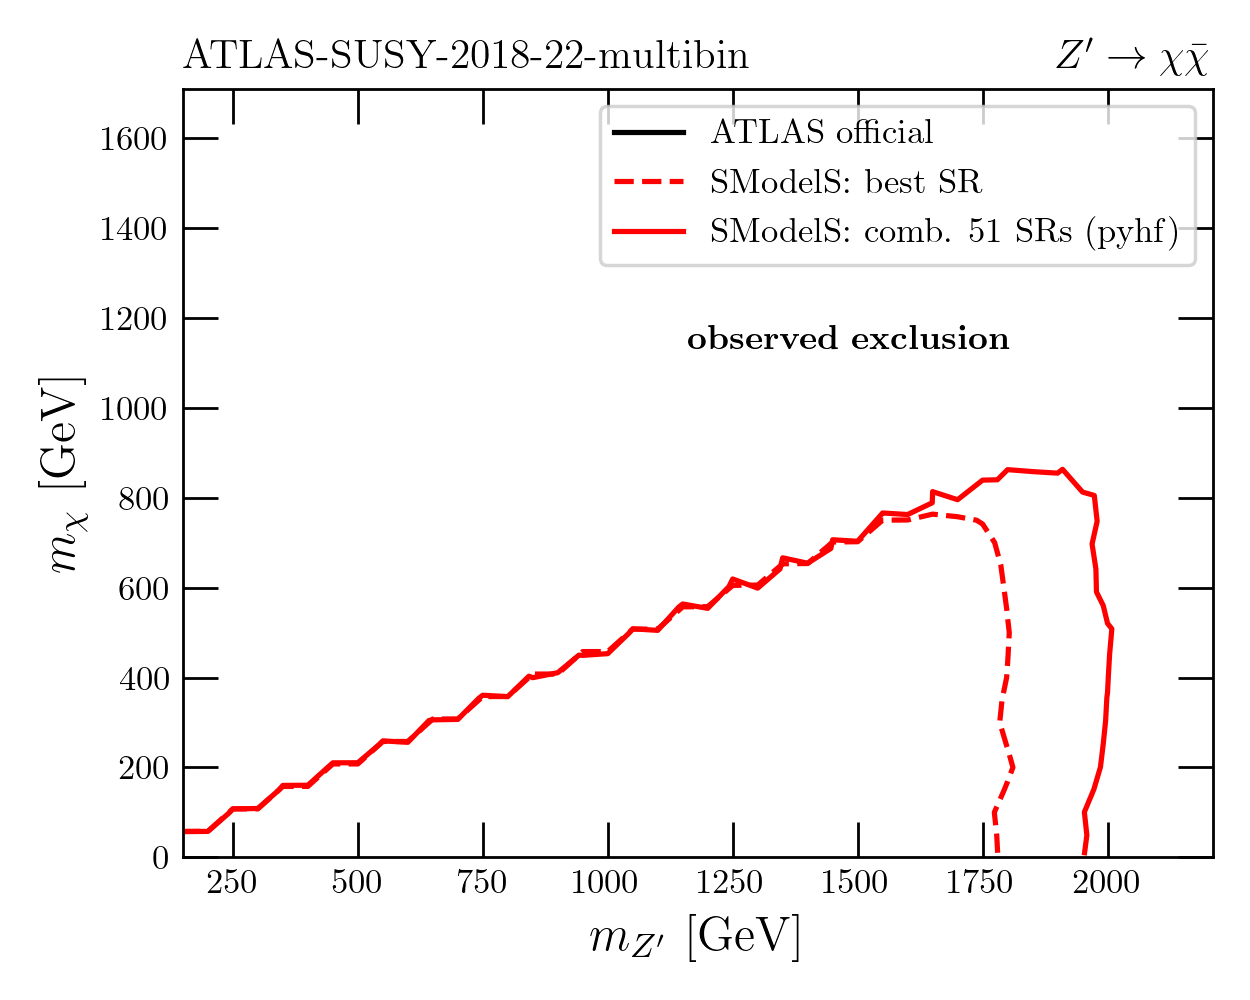 ATLAS-SUSY-2018-22-multibin
Z′ → χχ̄
ATLAS official
SModelS: best SR
SModelS: comb. 51 SRs (pyhf)
observed exclusion
1600
1400
1200
1000
800
600
400
200
0
m_χ [GeV]
250 500 750 1000 1250 1500 1750 2000
m_Z′ [GeV]